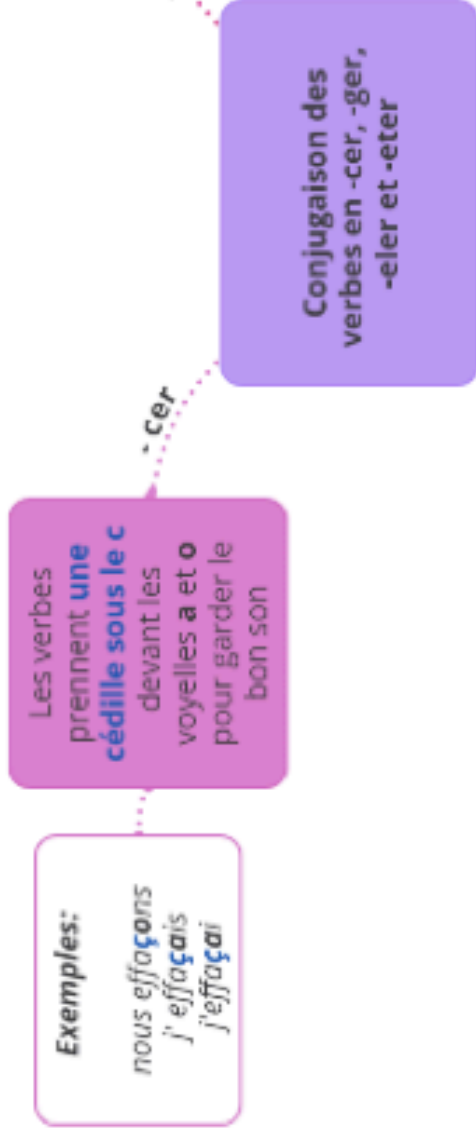 Conjugaison des
verbes en -cer, -ger,
-eler et -eter
- cer
Les verbes
prennent une
cédille sous le c
devant les
voyelles a et o
pour garder le
bon son
Exemples:
nous effaçons
j' effaçais
j'effaçai